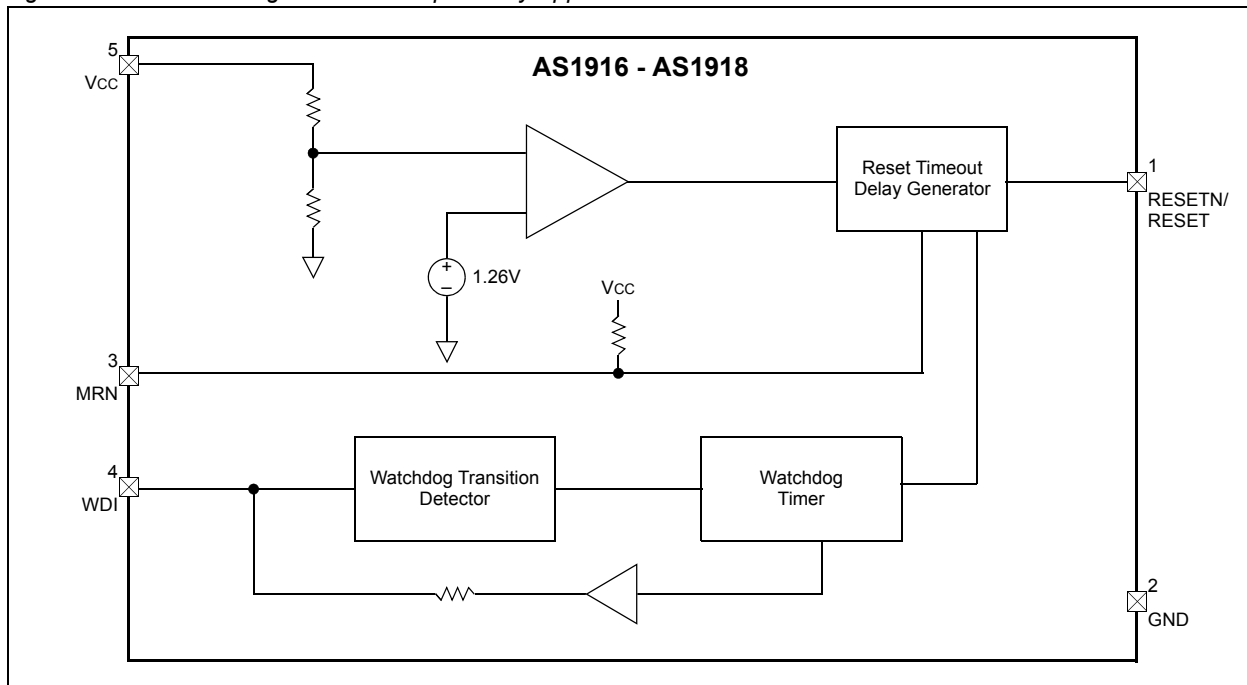 AS1916 - AS1918
5
VCC
Reset Timeout
Delay Generator
1
RESETN/
RESET
+
–
1.26V
VCC
3
MRN
4
WDI
Watchdog Transition
Detector
Watchdog
Timer
2
GND